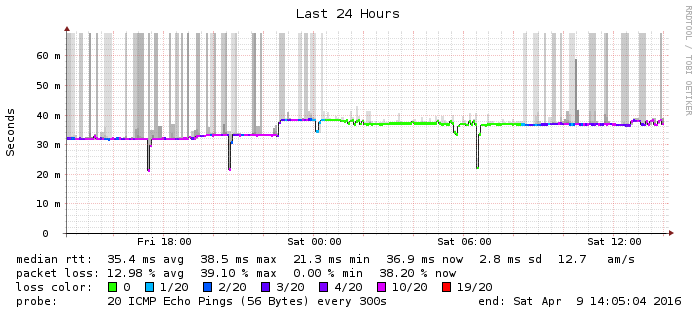 Last 24 Hours
RRDTOOL / TOBI OETIKER
Seconds
60 m
50 m
40 m
30 m
20 m
10 m
0
Fri 18:00 Sat 00:00 Sat 06:00 Sat 12:00
median rtt: 35.4 ms avg 38.5 ms max 21.3 ms min 36.9 ms now 2.8 ms sd 12.7 am/s
packet loss: 12.98 % avg 39.10 % max 0.00 % min 38.20 % now
loss color: 0 1/20 2/20 3/20 4/20 10/20 19/20
probe: 20 ICMP Echo Pings (56 Bytes) every 300s end: Sat Apr 9 14:05:04 2016